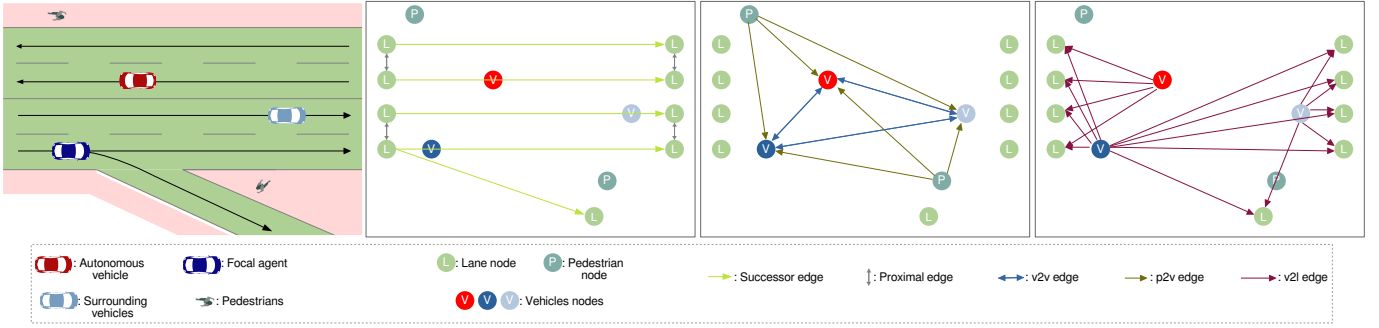 P
L L
L V L
L V L
L V L
P
L
P
L L
L V L
L V L
L V L
P
L
P
L L
L V L
L V L
L V L
P
L
: Autonomous
vehicle
: Focal agent
: Surrounding
vehicles
: Pedestrians
L : Lane node
P : Pedestrian
node
V V V : Vehicles nodes
: Successor edge
: Proximal edge
: v2v edge
: p2v edge
: v2l edge